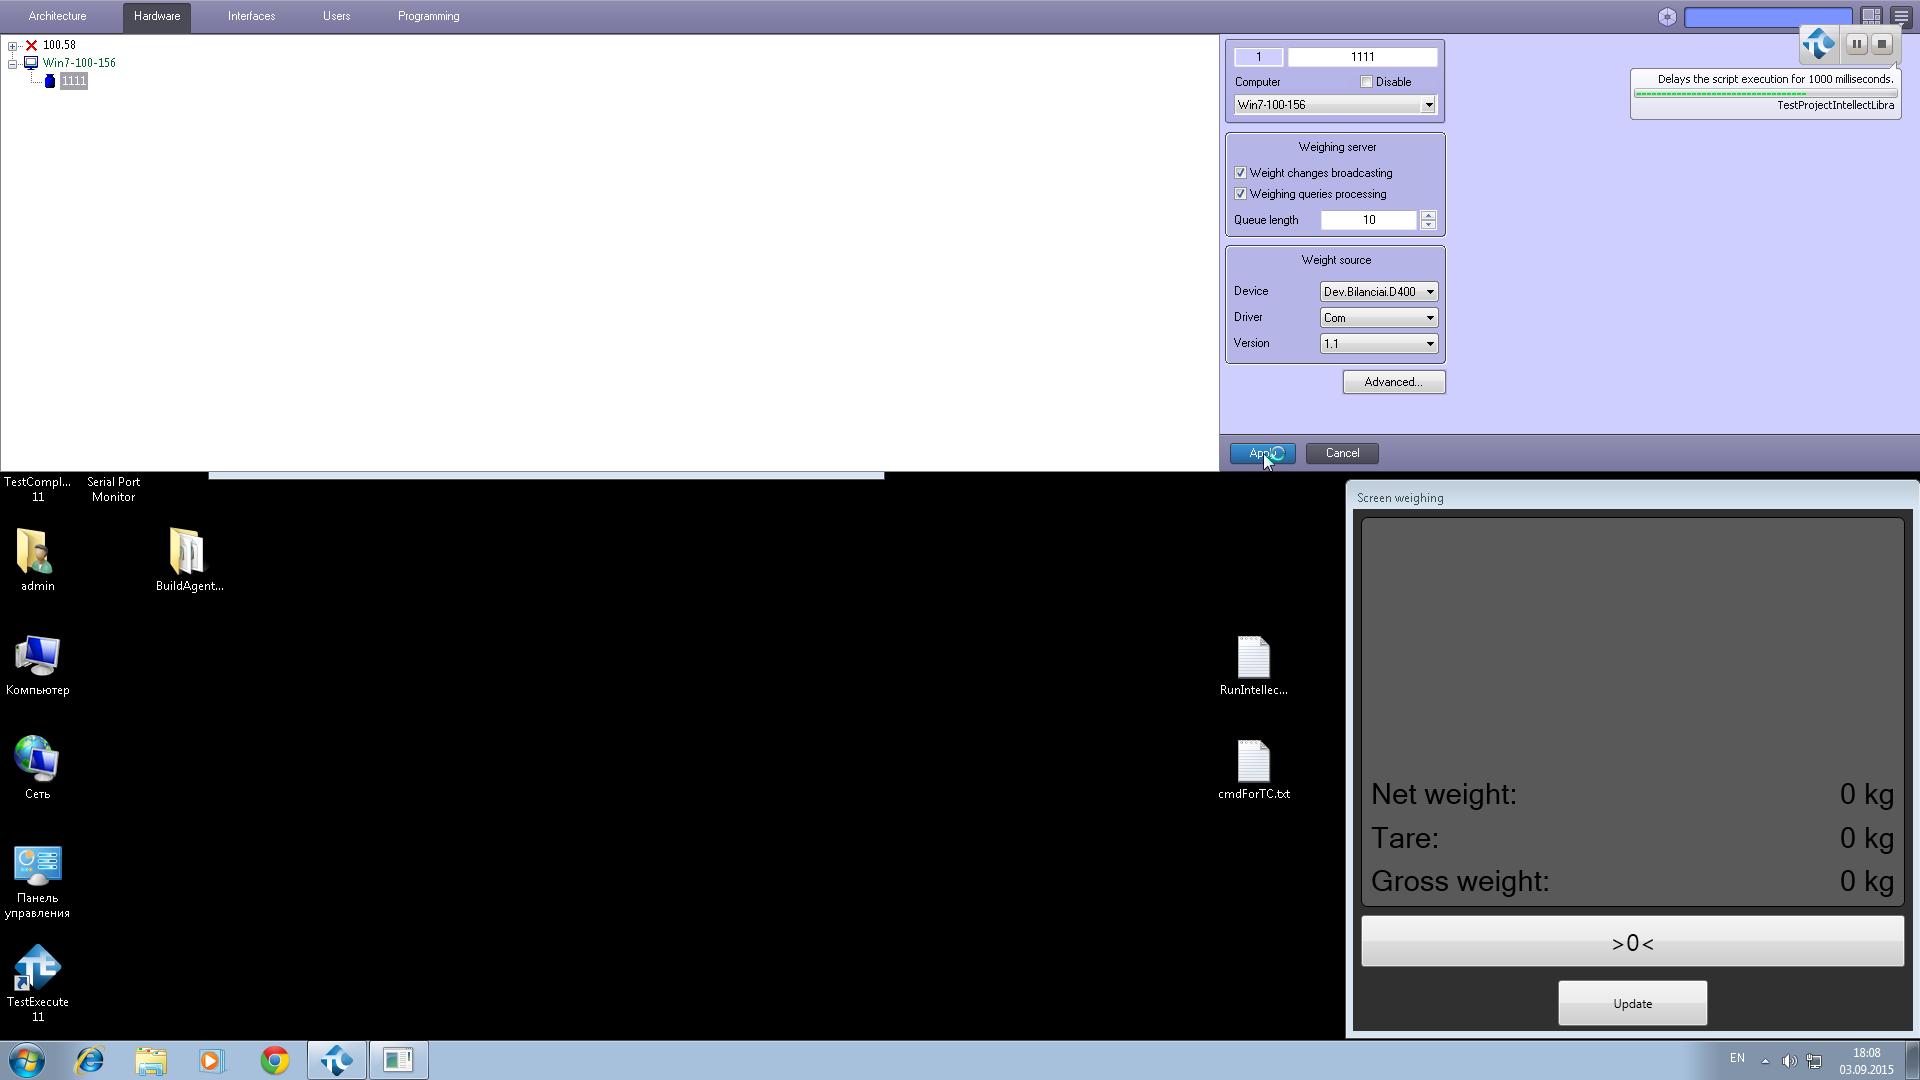 Architecture
Hardware
Interfaces
Users
Programming
100.58
Win7-100-156
1111
1
1111
Computer
Disable
Win7-100-156
Weighing server
Weight changes broadcasting
Weighing queries processing
Queue length
10
Weight source
Device
Dev.Bilanciai.D400
Driver
Com
Version
1.1
Advanced...
Cancel
Delays the script execution for 1000 milliseconds.
TestProjectIntellectLibra
TestCompl...
11
Serial Port
Monitor
admin
BuildAgent...
Компьютер
RunIntellec...
Сеть
cmdForTC.txt
Панель
управления
TestExecute
11
Screen weighing
Net weight:
0 kg
Tare:
0 kg
Gross weight:
0 kg
>0<
Update
EN
18:08
03.09.2015